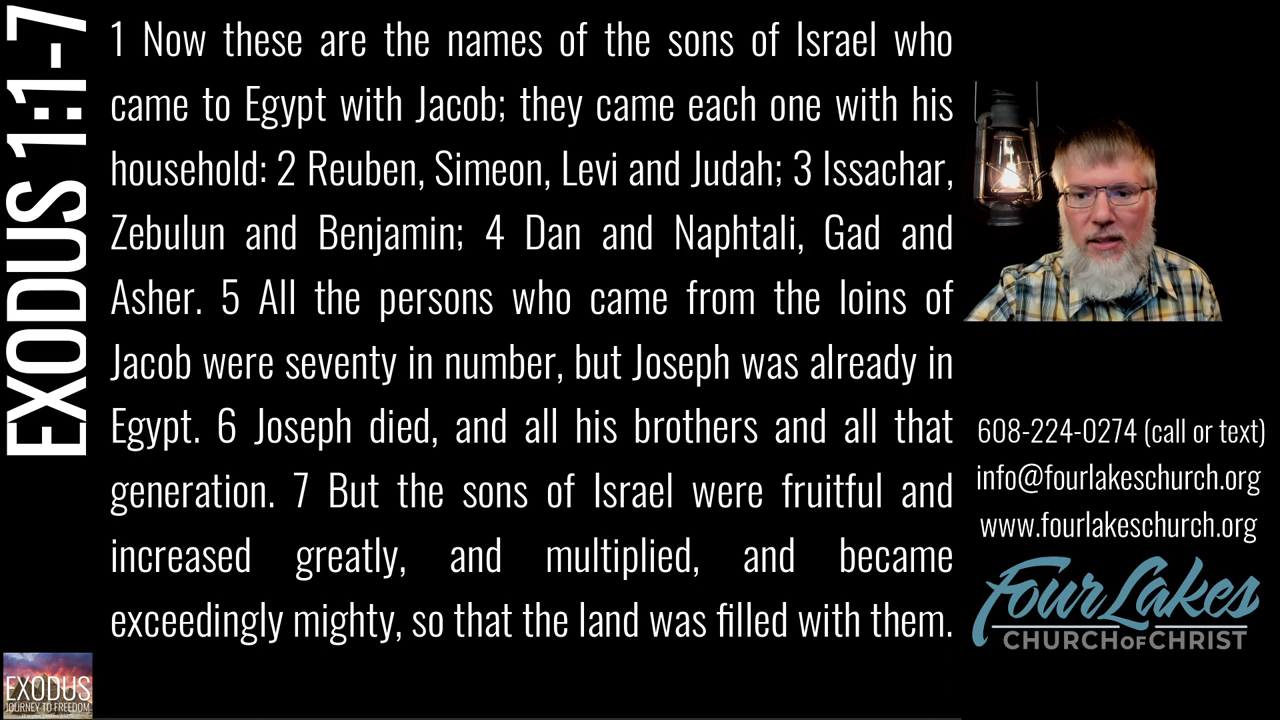 EXODUS 1:1-7
1 Now these are the names of the sons of Israel who
came to Egypt with Jacob; they came each one with his
household: 2 Reuben, Simeon, Levi and Judah; 3 Issachar,
Zebulun and Benjamin; 4 Dan and Naphtali, Gad and
Asher. 5 All the persons who came from the loins of
Jacob were seventy in number, but Joseph was already in
Egypt. 6 Joseph died, and all his brothers and all that
generation. 7 But the sons of Israel were fruitful and
increased greatly, and multiplied, and became
exceedingly mighty, so that the land was filled with them.
608-224-0274 (call or text)
info@fourlakeschurch.org
www.fourlakeschurch.org
Four Lakes
CHURCH OF CHRIST
EXODUS
JOURNEY TO FREEDOM